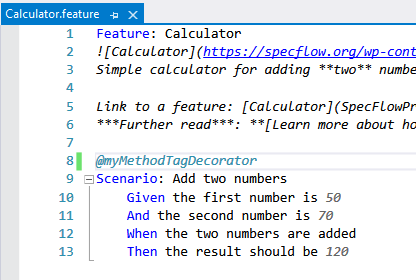 Calculator.feature
1 Feature: Calculator
2 ![Calculator](https://specflow.org/wp-cont
3 Simple calculator for adding **two** numbe
4
5 Link to a feature: [Calculator](SpecFlowPr
6 ***Further read***: **[Learn more about ho
7
8 @myMethodTagDecorator
9 Scenario: Add two numbers
10 Given the first number is 50
11 And the second number is 70
12 When the two numbers are added
13 Then the result should be 120